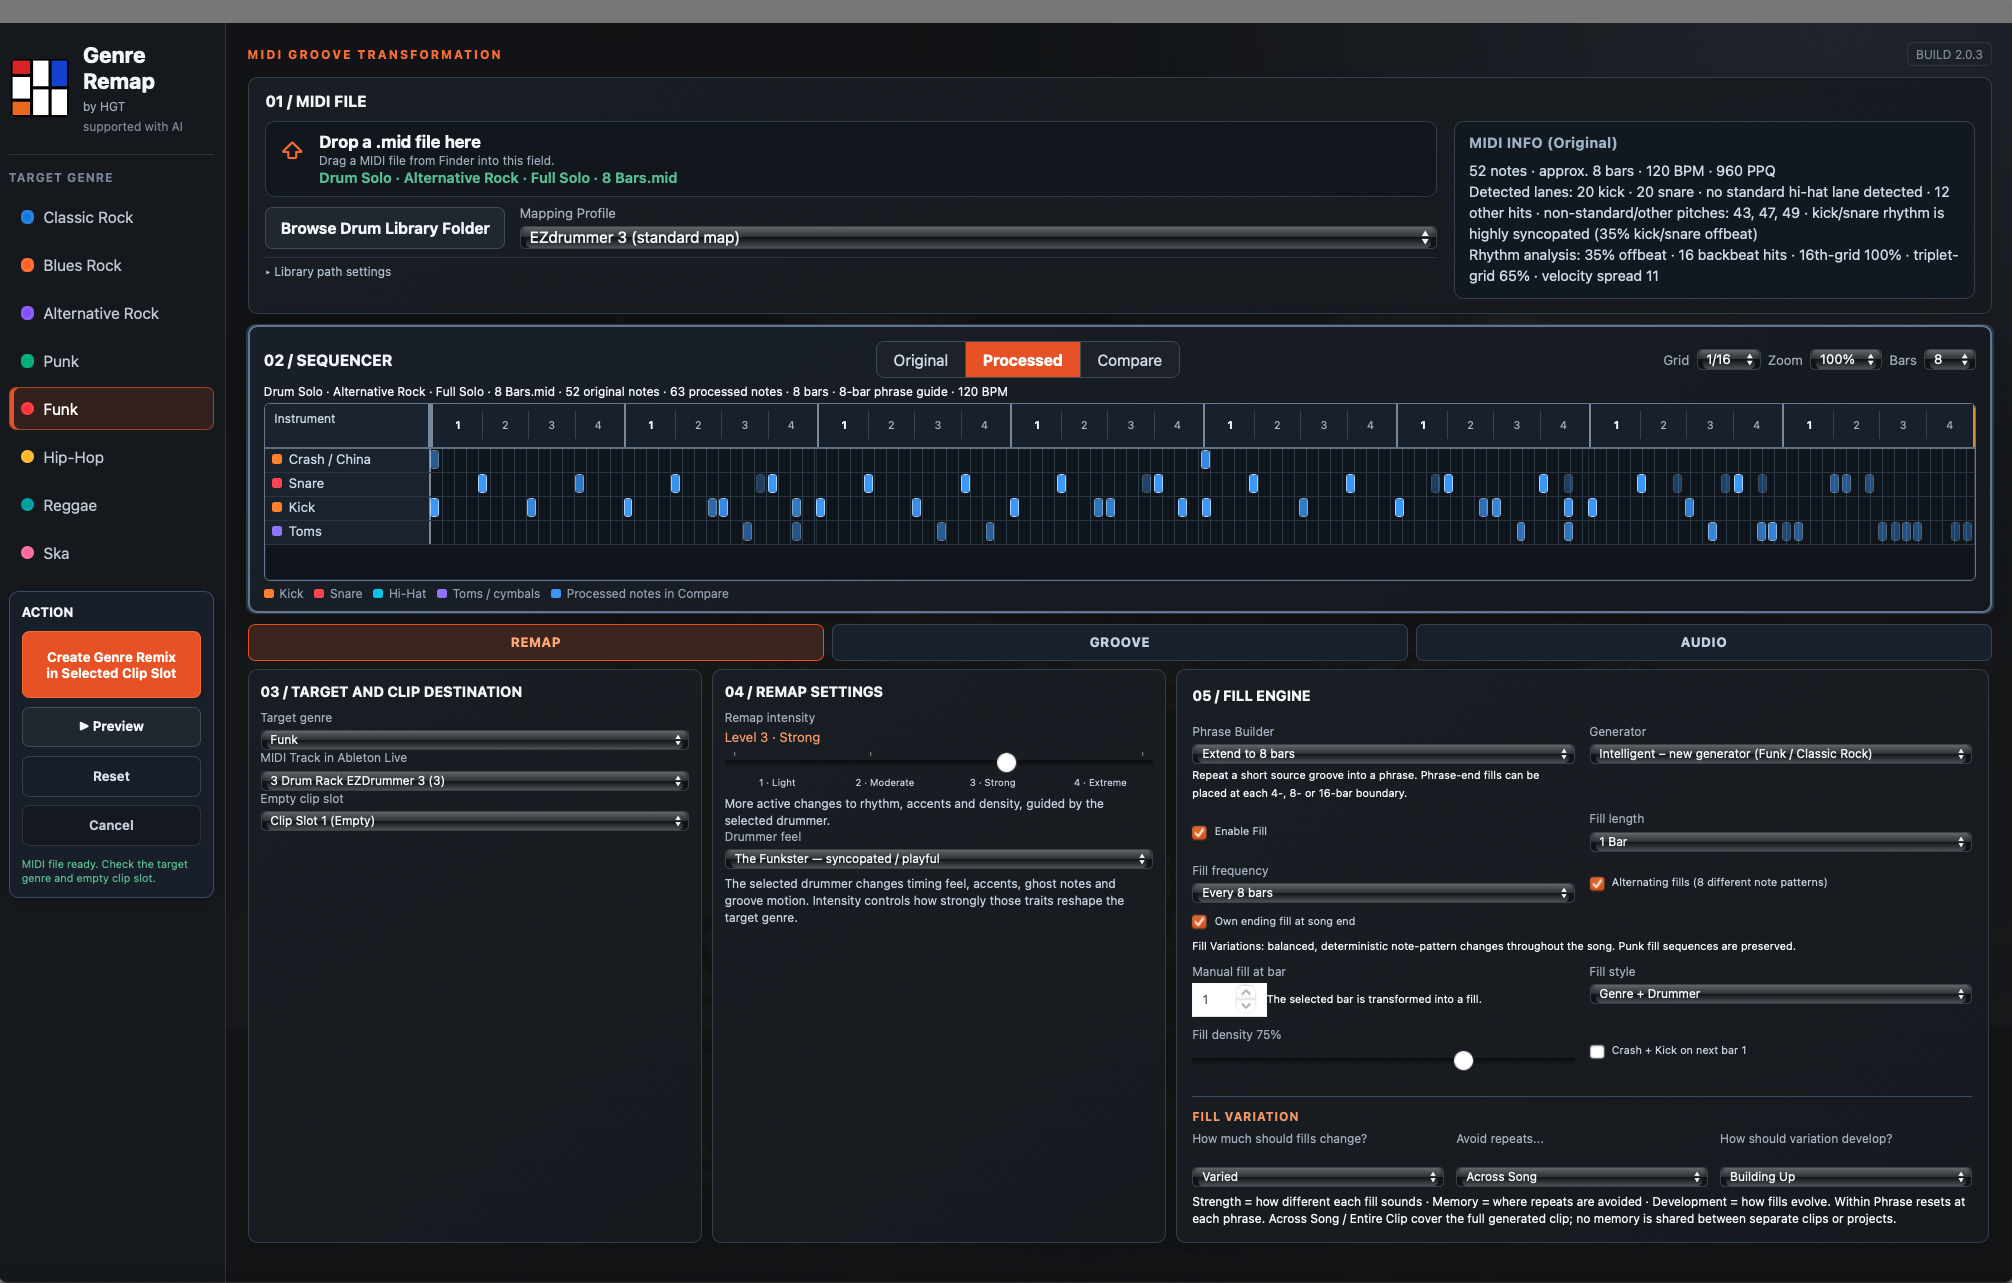 Genre
Remap
by HGT
supported with AI
TARGET GENRE
Classic Rock
Blues Rock
Alternative Rock
Punk
Funk
Hip-Hop
Reggae
Ska
ACTION
Create Genre Remix
in Selected Clip Slot
Preview
Reset
Cancel
MIDI file ready. Check the target
genre and empty clip slot.
MIDI GROOVE TRANSFORMATION
BUILD 2.0.3
01 / MIDI FILE
Drop a .mid file here
Drag a MIDI file from Finder into this field.
Drum Solo · Alternative Rock · Full Solo · 8 Bars.mid
Browse Drum Library Folder
Mapping Profile
EZdrummer 3 (standard map)
Library path settings
MIDI INFO (Original)
52 notes · approx. 8 bars · 120 BPM · 960 PPQ
Detected lanes: 20 kick · 20 snare · no standard hi-hat lane detected · 12
other hits · non-standard/other pitches: 43, 47, 49 · kick/snare rhythm is
highly syncopated (35% kick/snare offbeat)
Rhythm analysis: 35% offbeat · 16 backbeat hits · 16th-grid 100% · triplet-
grid 65% · velocity spread 11
02 / SEQUENCER
Original
Processed
Compare
Grid
1/16
Zoom
100%
Bars
8
Drum Solo · Alternative Rock · Full Solo · 8 Bars.mid · 52 original notes · 63 processed notes · 8 bars · 8-bar phrase guide · 120 BPM
Instrument
1 2 3 4 1 2 3 4 1 2 3 4 1 2 3 4 1 2 3 4 1 2 3 4 1 2 3 4 1 2 3 4
Crash / China
Snare
Kick
Toms
Kick
Snare
Hi-Hat
Toms / cymbals
Processed notes in Compare
REMAP
GROOVE
AUDIO
03 / TARGET AND CLIP DESTINATION
Target genre
Funk
MIDI Track in Ableton Live
3 Drum Rack EZDrummer 3 (3)
Empty clip slot
Clip Slot 1 (Empty)
04 / REMAP SETTINGS
Remap intensity
Level 3 · Strong
1 · Light
2 · Moderate
3 · Strong
4 · Extreme
More active changes to rhythm, accents and density, guided by the
selected drummer.
Drummer feel
The Funkster — syncopated / playful
The selected drummer changes timing feel, accents, ghost notes and
groove motion. Intensity controls how strongly those traits reshape the
target genre.
05 / FILL ENGINE
Phrase Builder
Extend to 8 bars
Generator
Intelligent – new generator (Funk / Classic Rock)
Repeat a short source groove into a phrase. Phrase-end fills can be
placed at each 4-, 8- or 16-bar boundary.
Enable Fill
Fill length
1 Bar
Fill frequency
Every 8 bars
Alternating fills (8 different note patterns)
Own ending fill at song end
Fill Variations: balanced, deterministic note-pattern changes throughout the song. Punk fill sequences are preserved.
Manual fill at bar
1
The selected bar is transformed into a fill.
Fill style
Genre + Drummer
Fill density 75%
Crash + Kick on next bar 1
FILL VARIATION
How much should fills change?
Varied
Avoid repeats...
Across Song
How should variation develop?
Building Up
Strength = how different each fill sounds · Memory = where repeats are avoided · Development = how fills evolve. Within Phrase resets at
each phrase. Across Song / Entire Clip cover the full generated clip; no memory is shared between separate clips or projects.